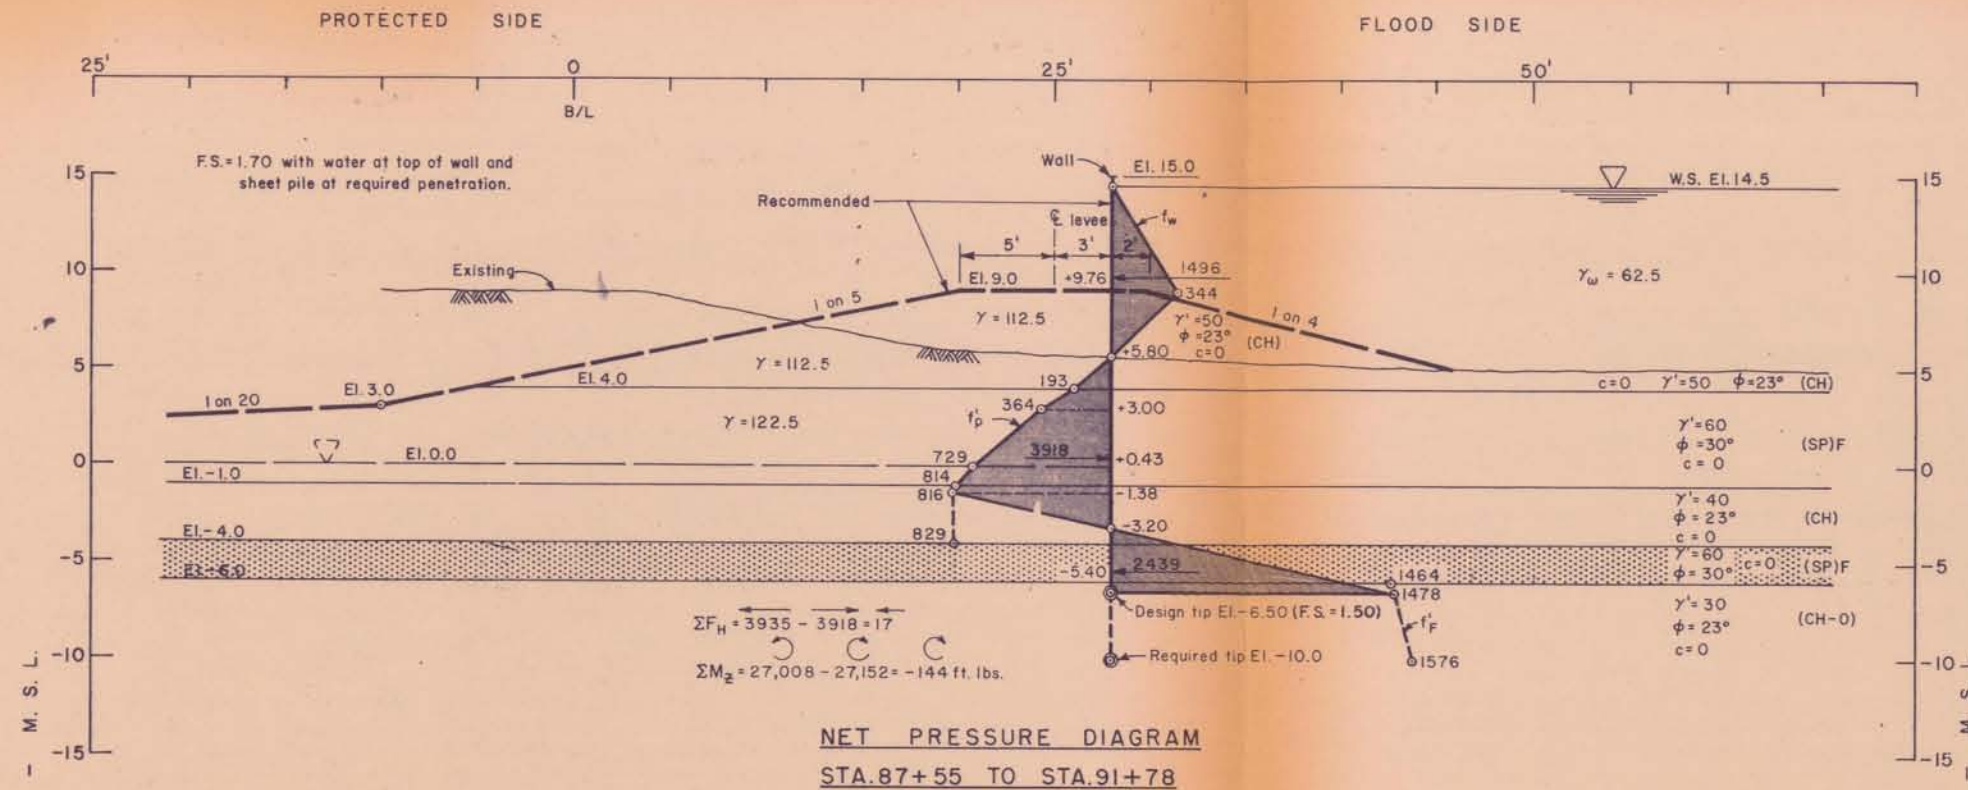 PROTECTED SIDE
FLOOD SIDE
25' 0 25' 50'
B/L
F.S.=1.70 with water at top of wall and
sheet pile at required penetration.
Wall
El. 15.0
W.S. El. 14.5
15
10
5
0
-5
-10
-15
15
10
5
0
-5
-10
-15
- M. S. L.
M. S.
Recommended
℄ levee
fw
5' 3' 2'
Existing
El. 9.0
+9.76
1496
344
γω = 62.5
1 on 5
1 on 4
γ = 112.5
γ'=50
φ=23° (CH)
c=0
+5.80
γ = 112.5
El. 3.0
El. 4.0
1 on 20
193
c=0 γ'=50 φ=23° (CH)
364
+3.00
f'p
γ = 122.5
γ'=60
φ=30° (SP)F
c = 0
El. 0.0
729
3918
+0.43
El.-1.0
814
816
-1.38
γ'= 40
φ = 23° (CH)
c = 0
-3.20
El.-4.0
829
El.-6.0
-5.40
2439
1464
1478
γ'=60
φ= 30° c=0 (SP)F
Design tip El.-6.50 (F.S.=1.50)
f'F
γ'= 30
φ = 23° (CH-O)
c = 0
ΣFH = 3935 - 3918 = 17
ΣMz = 27,008 - 27,152 = -144 ft. lbs.
Required tip El. -10.0
1576
NET PRESSURE DIAGRAM
STA.87+55 TO STA.91+78